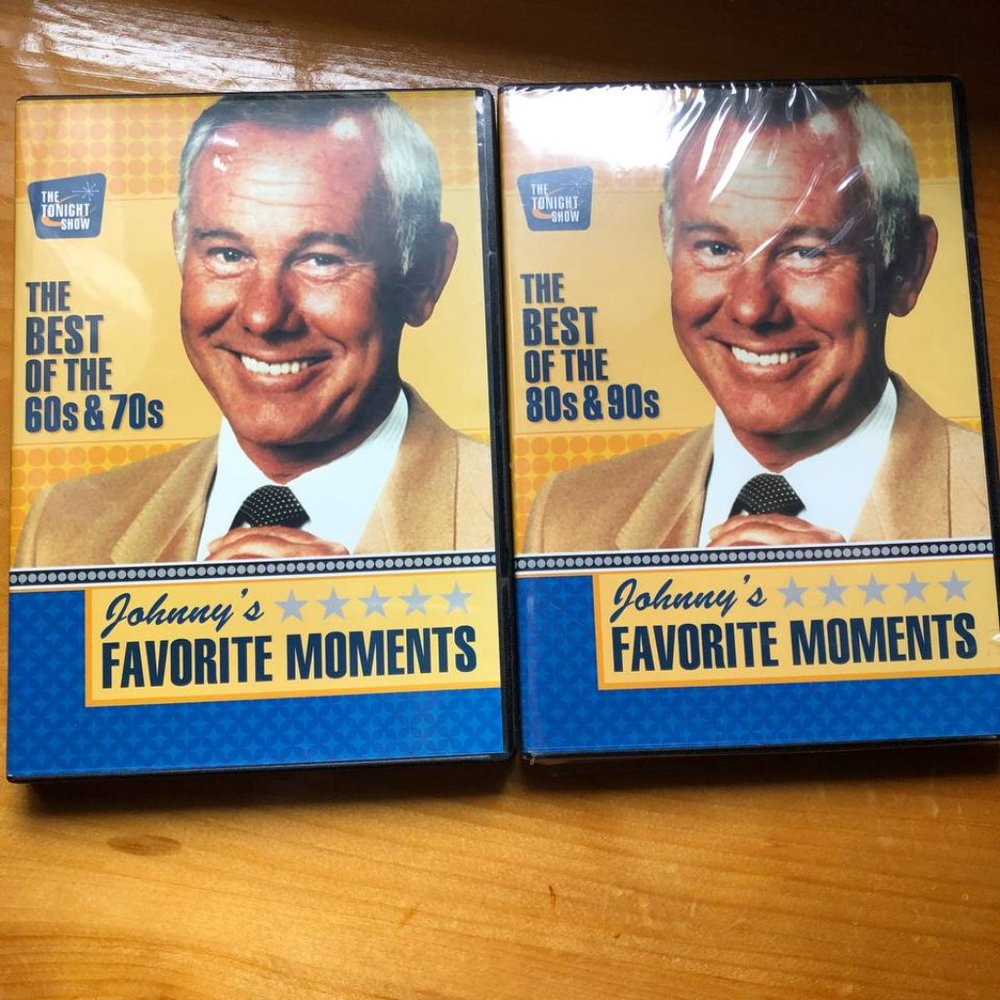 THE
TONIGHT
SHOW
THE
BEST
OF THE
60s & 70s
Johnny's
FAVORITE MOMENTS
THE
TONIGHT
SHOW
THE
BEST
OF THE
80s & 90s
Johnny's
FAVORITE MOMENTS